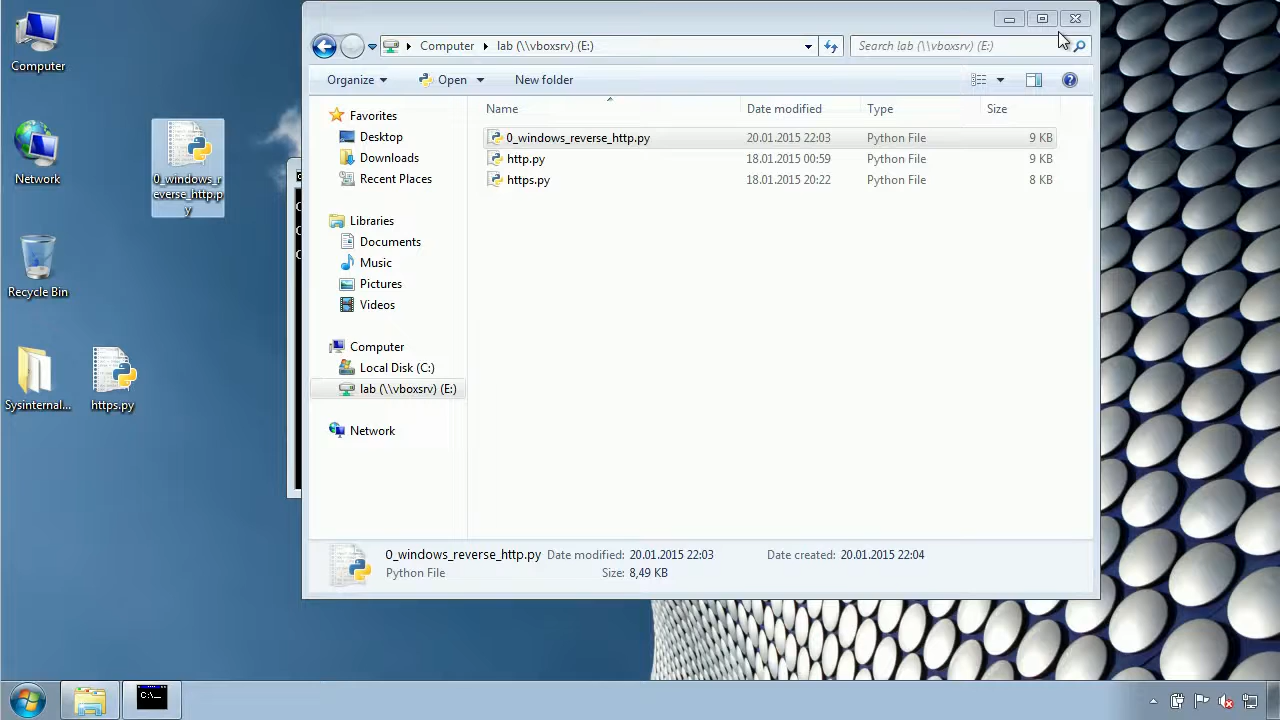 Computer
Network
Recycle Bin
Sysinternal...
https.py
0_windows_r
everse_http.p
y
Computer
lab (\\vboxsrv) (E:)
Search lab (\\vboxsrv) (E:)
Organize
Open
New folder
Name
Date modified
Type
Size
0_windows_reverse_http.py 20.01.2015 22:03 Python File 9 KB
http.py 18.01.2015 00:59 Python File 9 KB
https.py 18.01.2015 20:22 Python File 8 KB
Favorites
Desktop
Downloads
Recent Places
Libraries
Documents
Music
Pictures
Videos
Computer
Local Disk (C:)
lab (\\vboxsrv) (E:)
Network
0_windows_reverse_http.py Date modified: 20.01.2015 22:03 Date created: 20.01.2015 22:04
Python File Size: 8,49 KB
C:\_